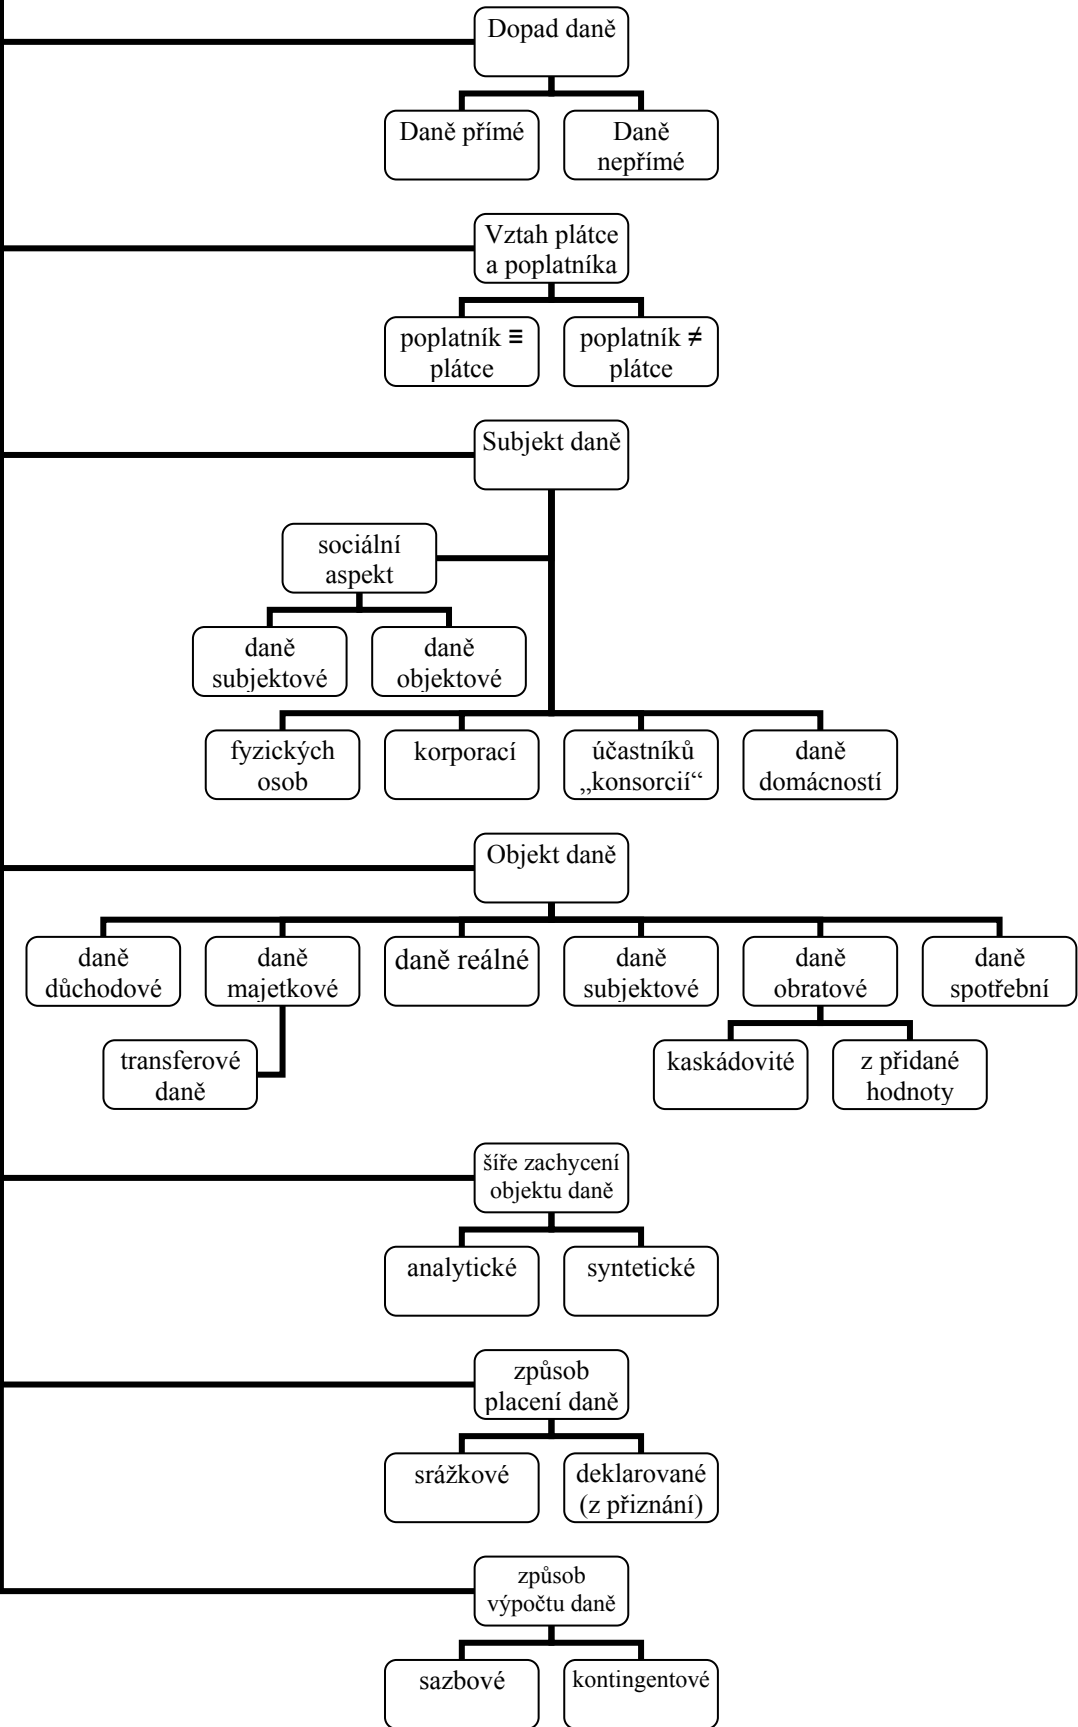 Dopad daně
Daně přímé
Daně
nepřímé
Vztah plátce
a poplatníka
poplatník ≡
plátce
poplatník ≠
plátce
Subjekt daně
sociální
aspekt
daně
subjektové
daně
objektové
fyzických
osob
korporací
účastníků
„konsorcií“
daně
domácností
Objekt daně
daně
důchodové
daně
majetkové
daně reálné
daně
subjektové
daně
obratové
daně
spotřební
transferové
daně
kaskádovité
z přidané
hodnoty
šíře zachycení
objektu daně
analytické
syntetické
způsob
placení daně
srážkové
deklarované
(z přiznání)
způsob
výpočtu daně
sazbové
kontingentové